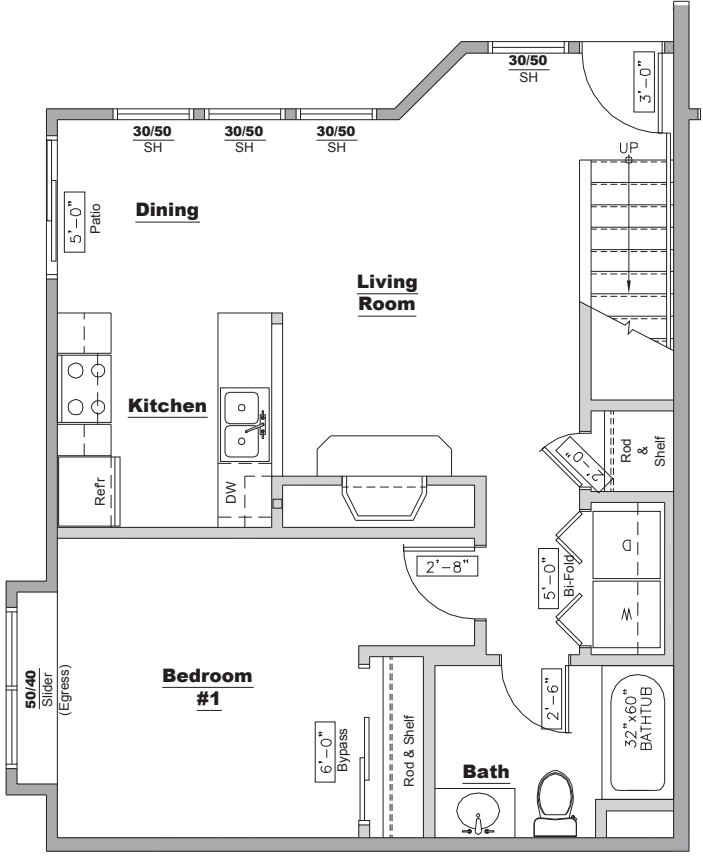 30/50
SH
3'-0"
30/50
SH
30/50
SH
30/50
SH
UP
5'-0"
Patio
Dining
Living
Room
Kitchen
Rod
&
Shelf
2'-0"
Refr
DW
D
W
5'-0"
Bi-Fold
2'-8"
Bedroom
#1
50/40
Slider
(Egress)
6'-0"
Bypass
Rod & Shelf
2'-6"
32"x60"
BATHTUB
Bath